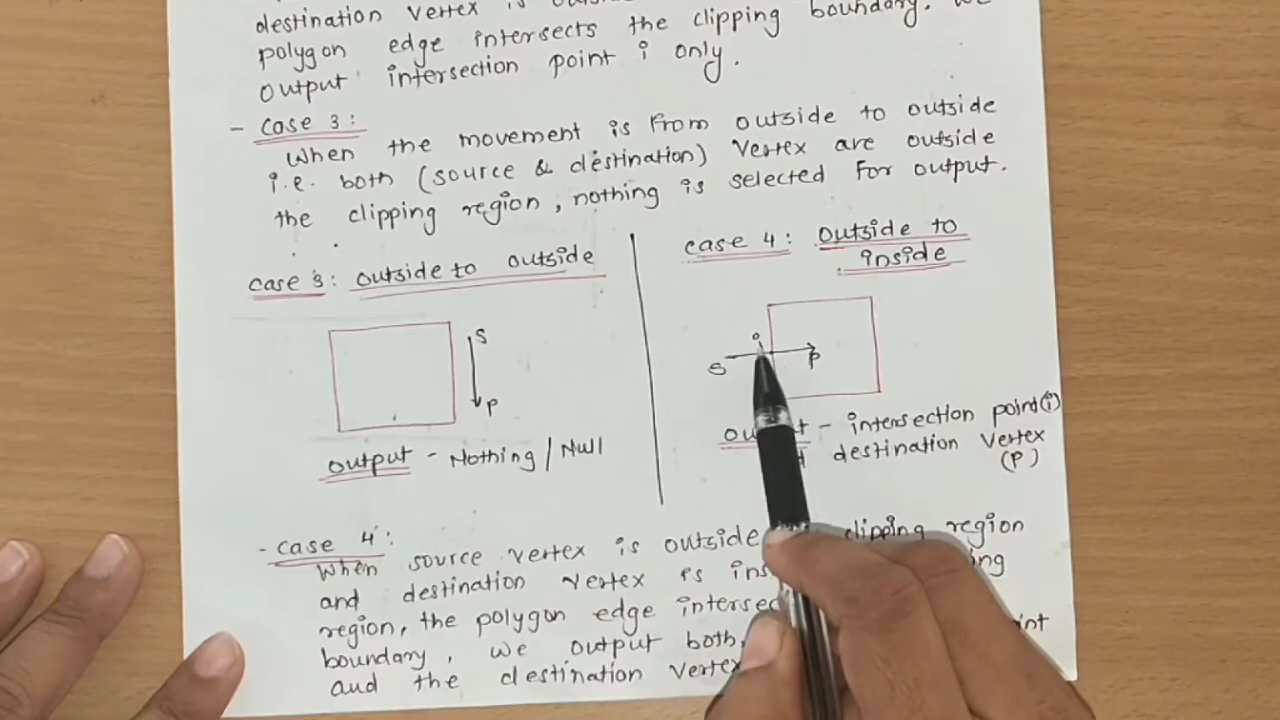 destination vertex is
polygon edge intersects the clipping boundary. We
output intersection point i only.
- Case 3:
When the movement is from outside to outside
i.e. both (source & destination) vertex are outside
the clipping region, nothing is selected for output.
case 3: outside to outside
S
P
output - Nothing / Null
case 4: outside to
inside
i
S
P
- intersection point(i)
destination vertex
(P)
- case 4:
When source vertex is outside clipping region
and destination vertex is
region, the polygon edge
boundary, we output both,
and the destination vertex